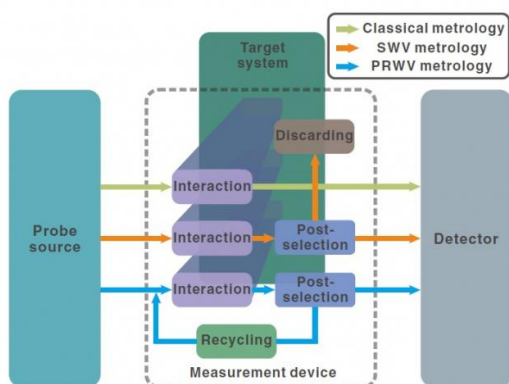 Classical metrology
SWV metrology
PRWV metrology
Target
system
Discarding
Interaction
Probe
source
Interaction
Post-
selection
Detector
Interaction
Post-
selection
Recycling
Measurement device